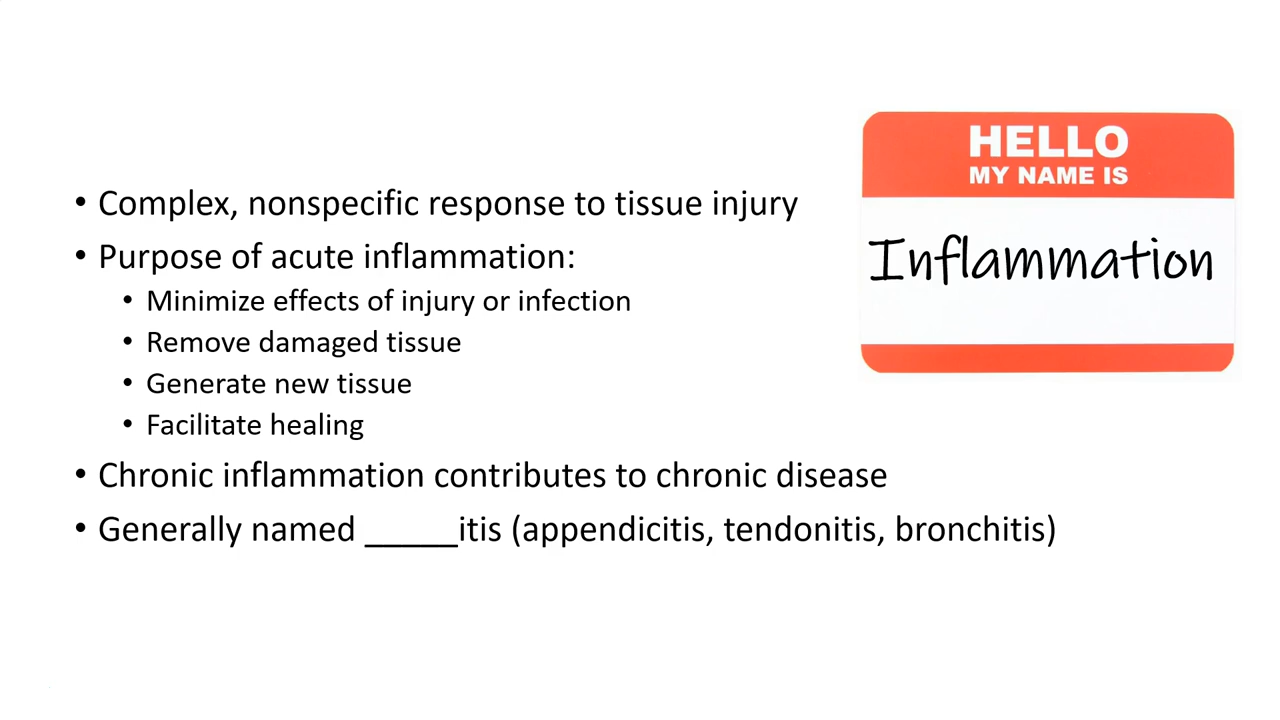 HELLO
MY NAME IS
Inflammation
• Complex, nonspecific response to tissue injury
• Purpose of acute inflammation:
• Minimize effects of injury or infection
• Remove damaged tissue
• Generate new tissue
• Facilitate healing
• Chronic inflammation contributes to chronic disease
• Generally named _____itis (appendicitis, tendonitis, bronchitis)